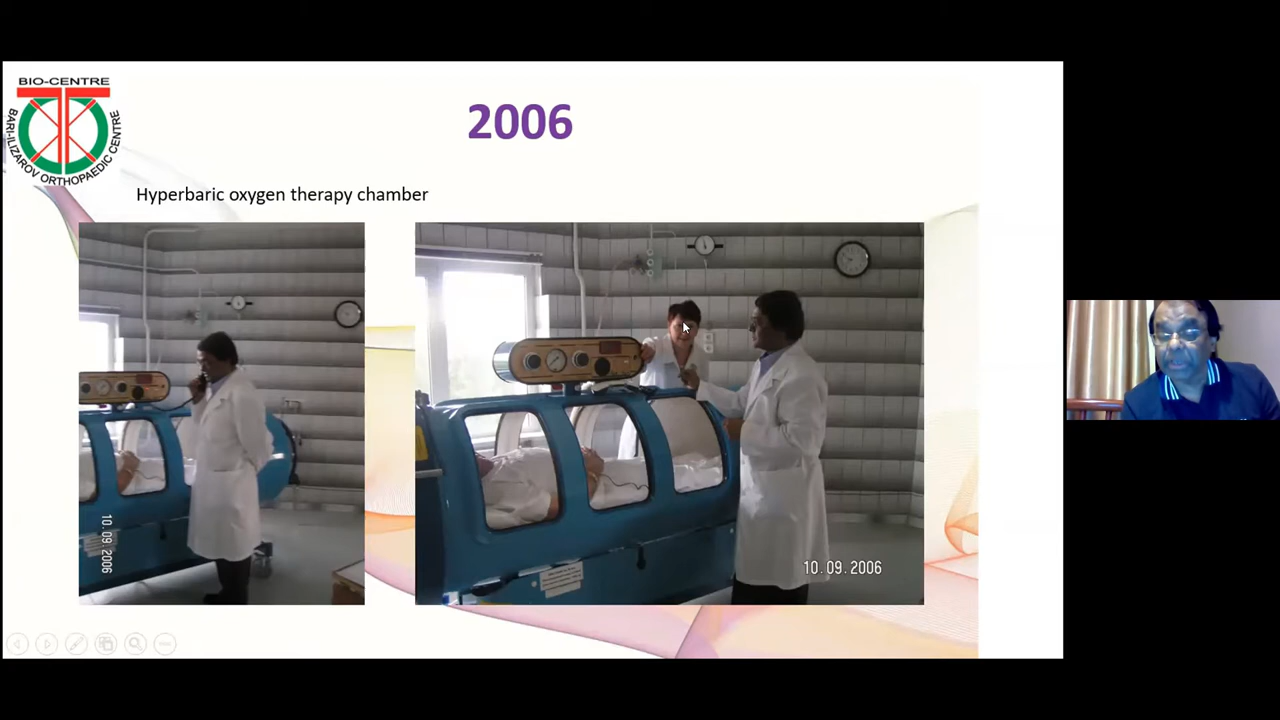 BIO-CENTRE
BARI-ILIZAROV ORTHOPAEDIC CENTRE
2006
Hyperbaric oxygen therapy chamber
10.09.2006
10.09.2006